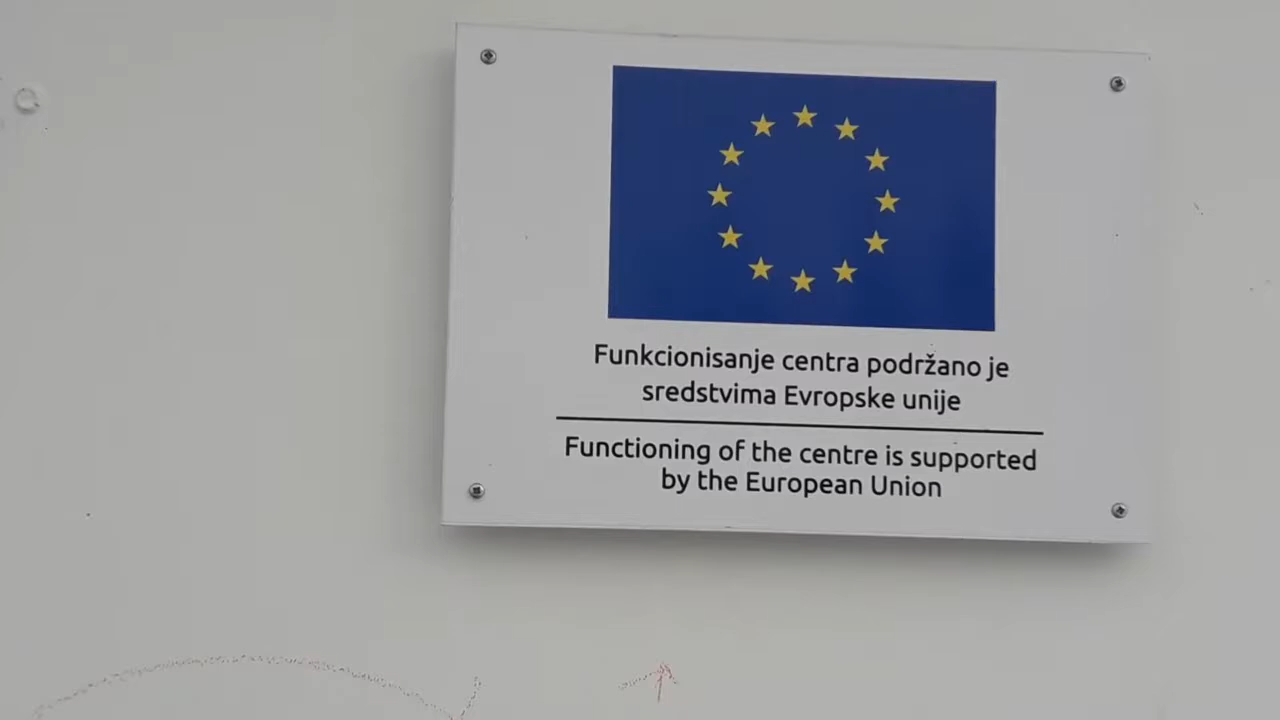 Funkcionisanje centra podržano je
sredstvima Evropske unije
Functioning of the centre is supported
by the European Union